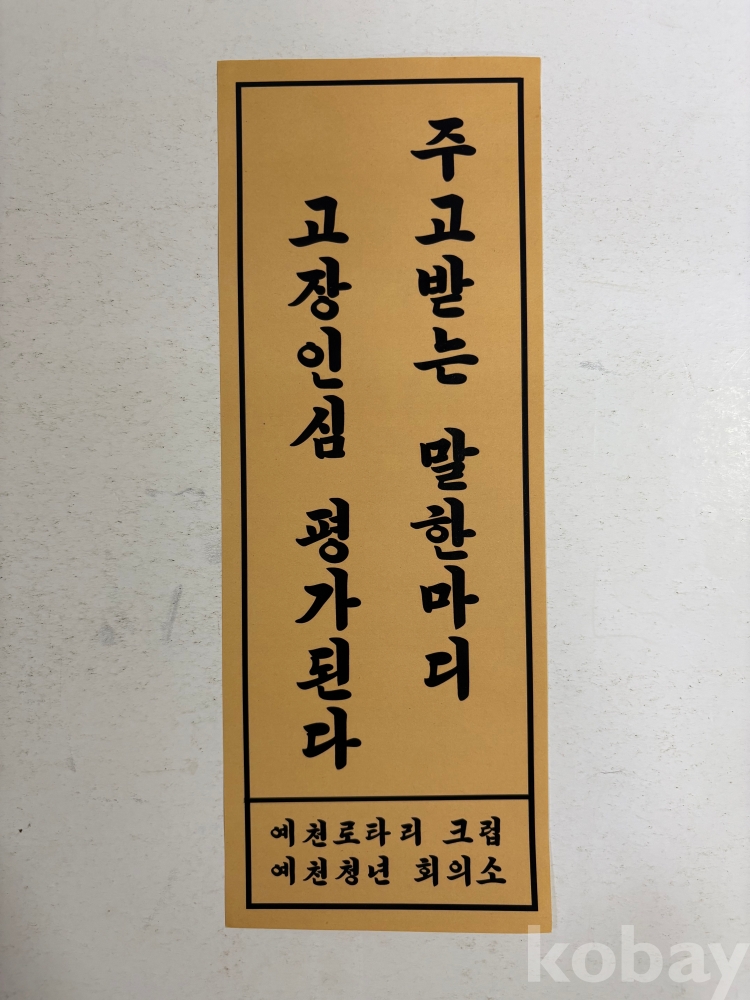 주고받는 말한마디
고장인심 평가된다
예천로타리 크럽
예천청년 회의소
kobay